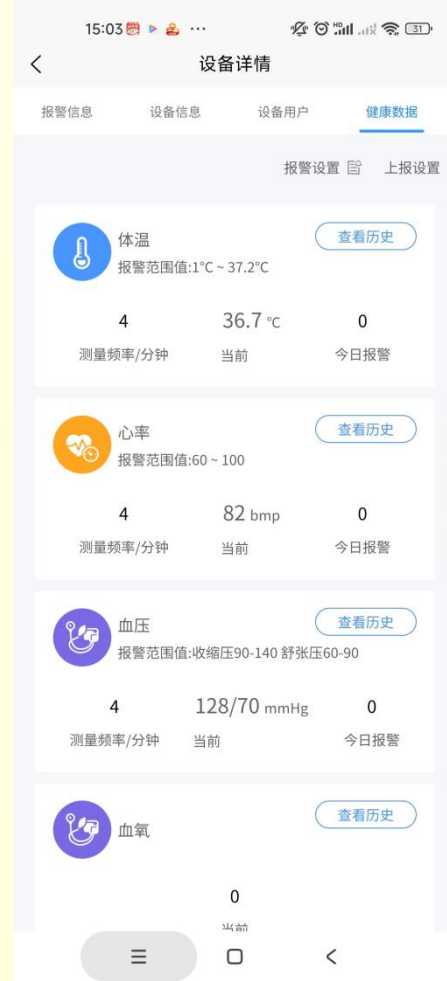 15:03 ···
HD 31
设备详情
报警信息 设备信息 设备用户 健康数据
报警设置 上报设置
体温 查看历史
报警范围值:1℃ ~ 37.2℃
4 36.7 ℃ 0
测量频率/分钟 当前 今日报警
心率 查看历史
报警范围值:60 ~ 100
4 82 bmp 0
测量频率/分钟 当前 今日报警
血压 查看历史
报警范围值:收缩压90-140 舒张压60-90
4 128/70 mmHg 0
测量频率/分钟 当前 今日报警
血氧 查看历史
0
当前